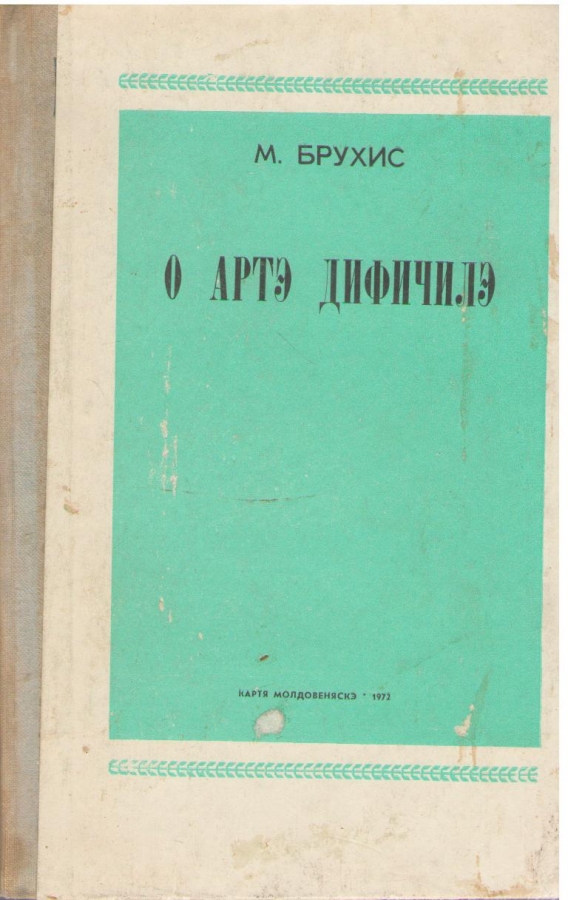 М. БРУХИС
О АРТЭ ДИФИЧИЛЭ
КАРТЯ МОЛДОВЕНЯСКЭ * 1972